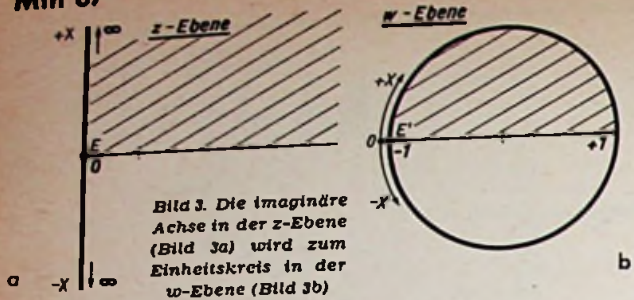 +X
∞
z-Ebene
E
0
-X
∞
a
Bild 3. Die imaginäre
Achse in der z-Ebene
(Bild 3a) wird zum
Einheitskreis in der
w-Ebene (Bild 3b)
w-Ebene
+X
0
E'
-1
+1
-X
b